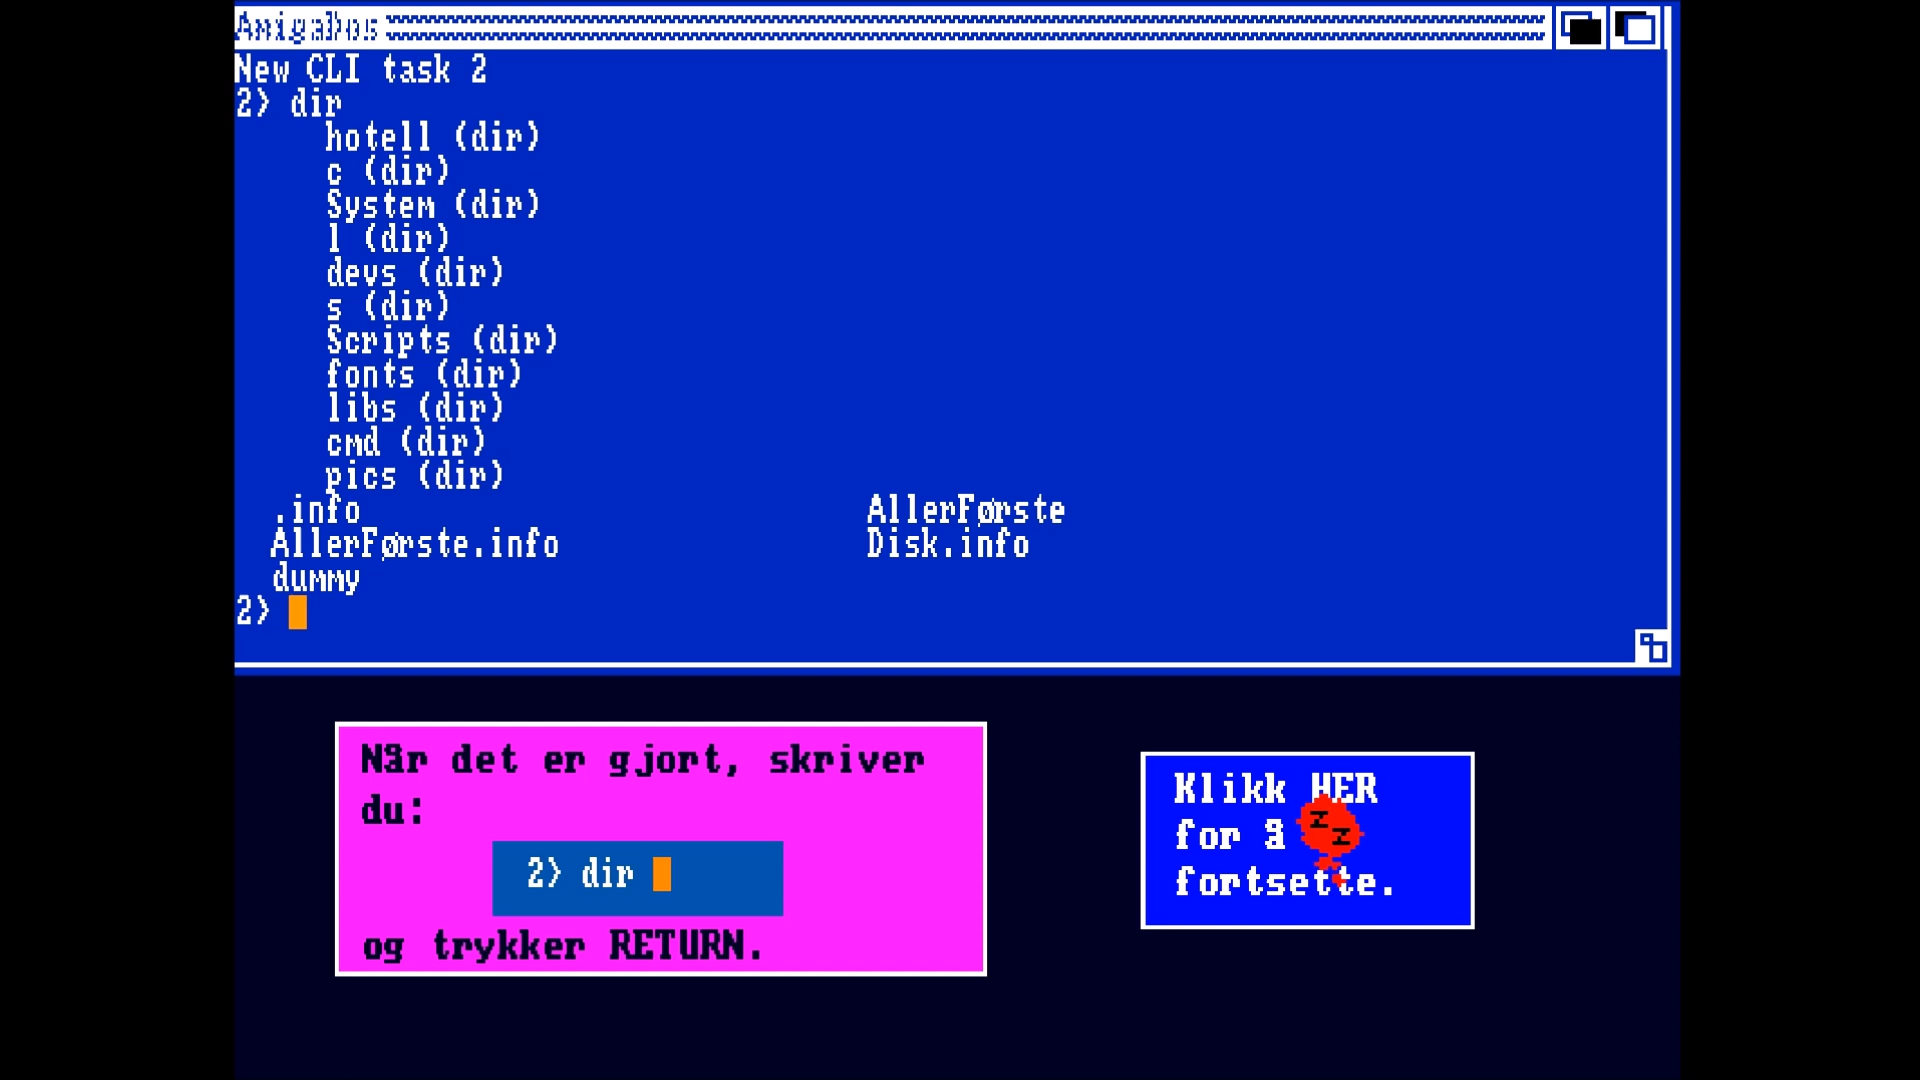 AmigaDOS
New CLI task 2
2> dir
hotell (dir)
c (dir)
System (dir)
l (dir)
devs (dir)
s (dir)
Scripts (dir)
fonts (dir)
libs (dir)
cmd (dir)
pics (dir)
.info AllerFørste
AllerFørste.info Disk.info
dummy
2>
Når det er gjort, skriver
du:
2> dir
og trykker RETURN.
Klikk HER
for å
fortsette.
ZZ